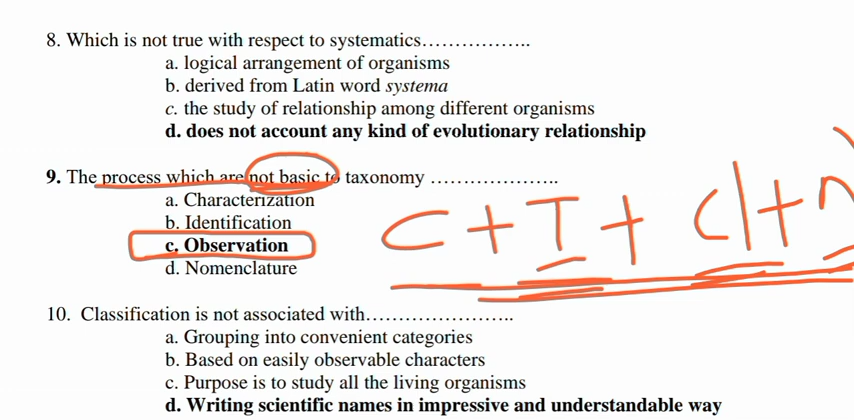 8. Which is not true with respect to systematics.................
a. logical arrangement of organisms
b. derived from Latin word systema
c. the study of relationship among different organisms
d. does not account any kind of evolutionary relationship
9. The process which are not basic to taxonomy ....................
a. Characterization
b. Identification
c. Observation
d. Nomenclature
C + I + Cl + n
10. Classification is not associated with.......................
a. Grouping into convenient categories
b. Based on easily observable characters
c. Purpose is to study all the living organisms
d. Writing scientific names in impressive and understandable way